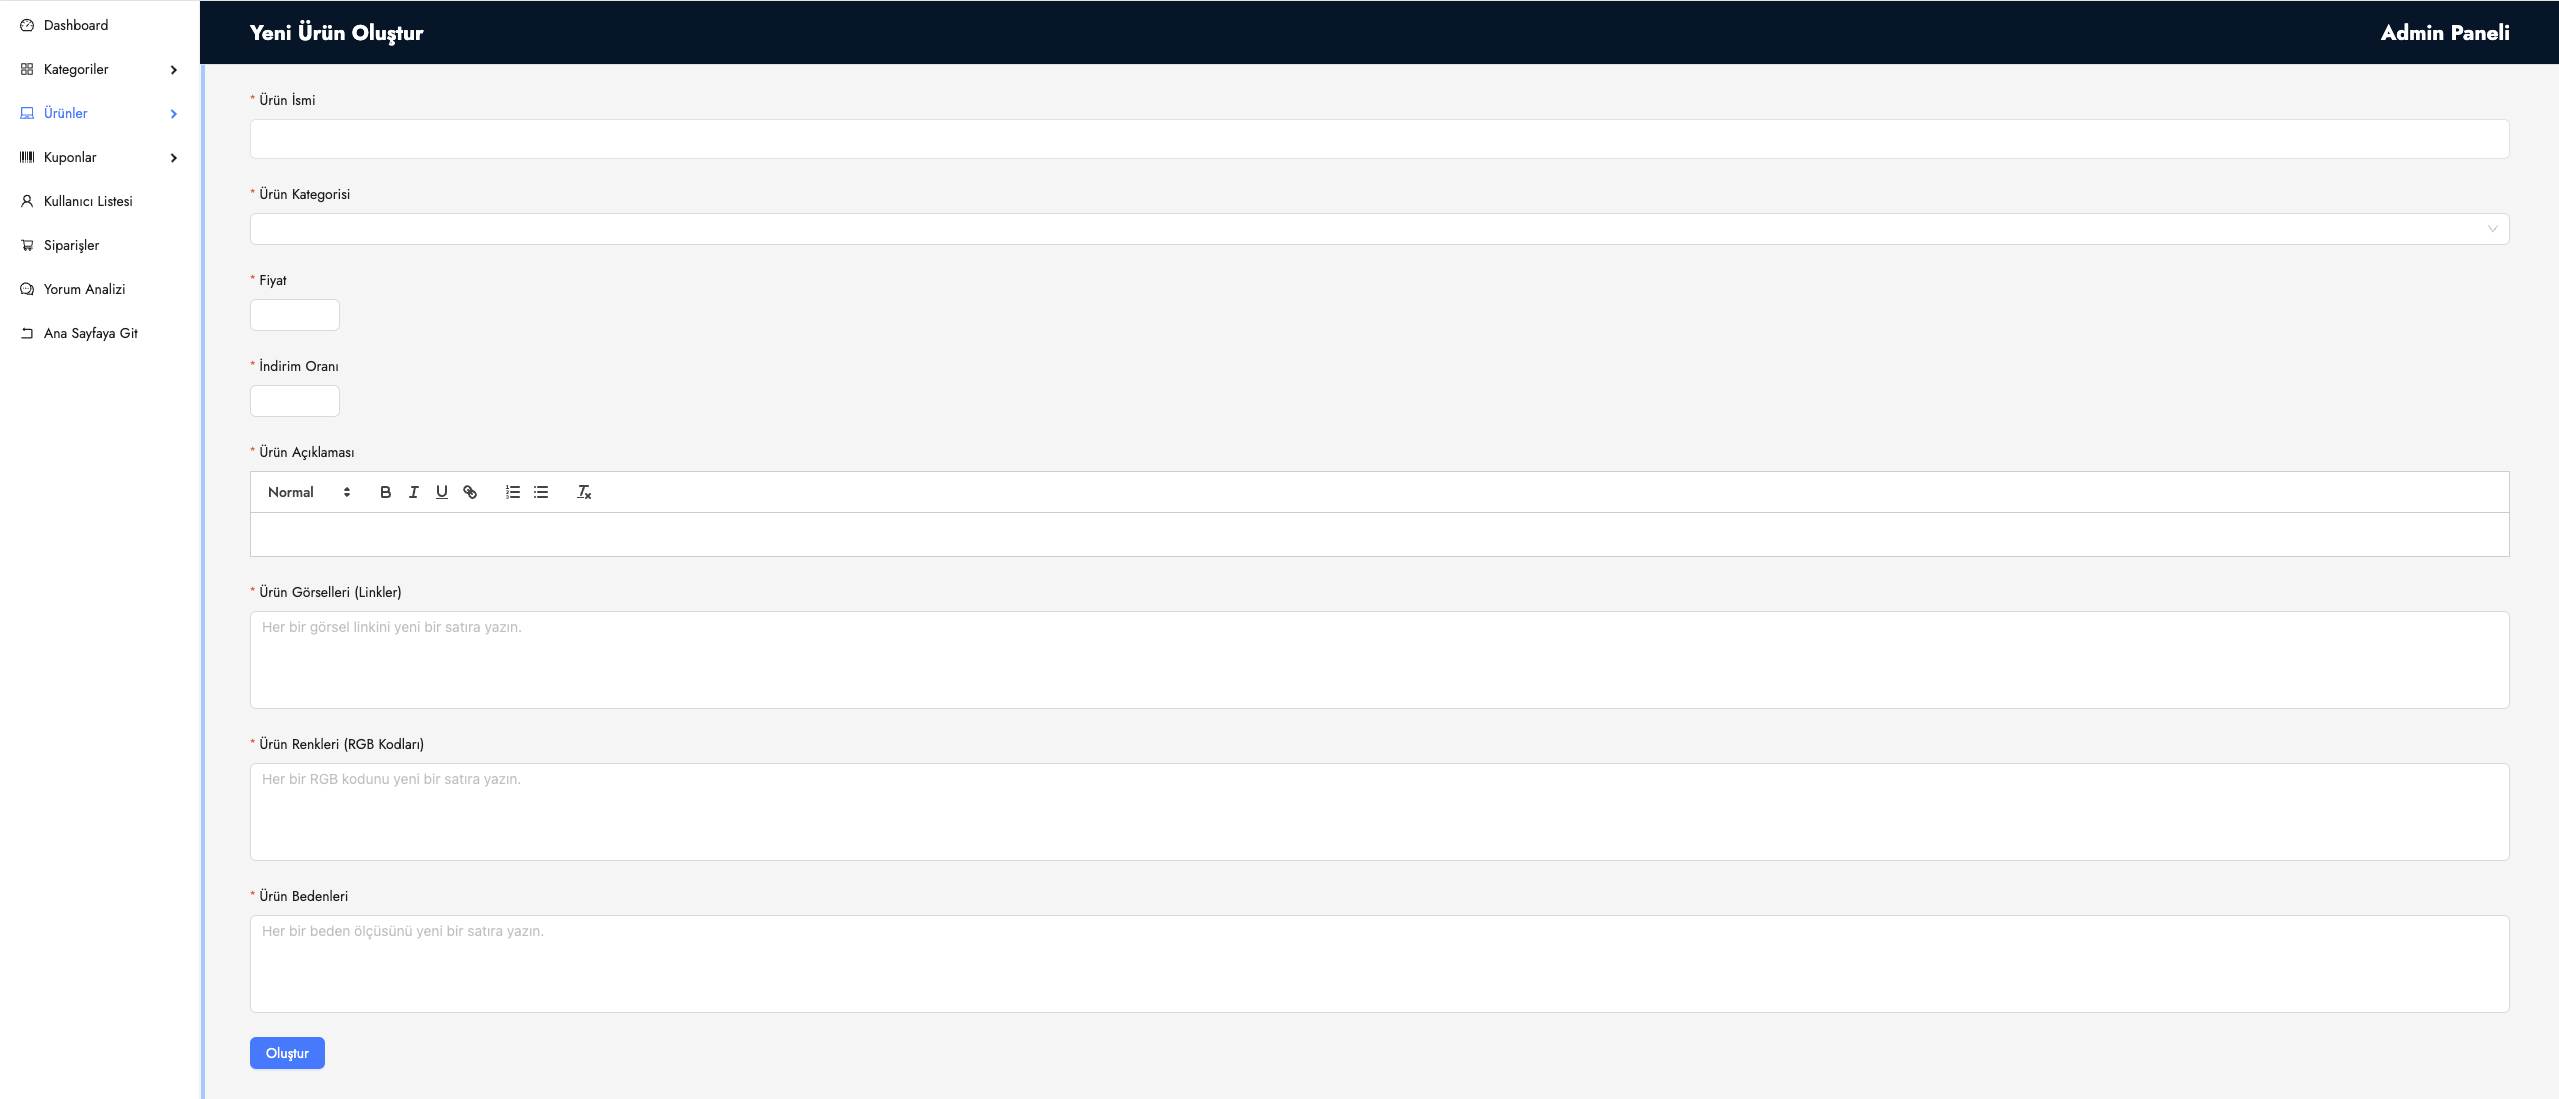 Dashboard
Kategoriler
Ürünler
Kuponlar
Kullanıcı Listesi
Siparişler
Yorum Analizi
Ana Sayfaya Git
Yeni Ürün Oluştur
Admin Paneli
* Ürün İsmi
* Ürün Kategorisi
* Fiyat
* İndirim Oranı
* Ürün Açıklaması
Normal
* Ürün Görselleri (Linkler)
Her bir görsel linkini yeni bir satıra yazın.
* Ürün Renkleri (RGB Kodları)
Her bir RGB kodunu yeni bir satıra yazın.
* Ürün Bedenleri
Her bir beden ölçüsünü yeni bir satıra yazın.
Oluştur